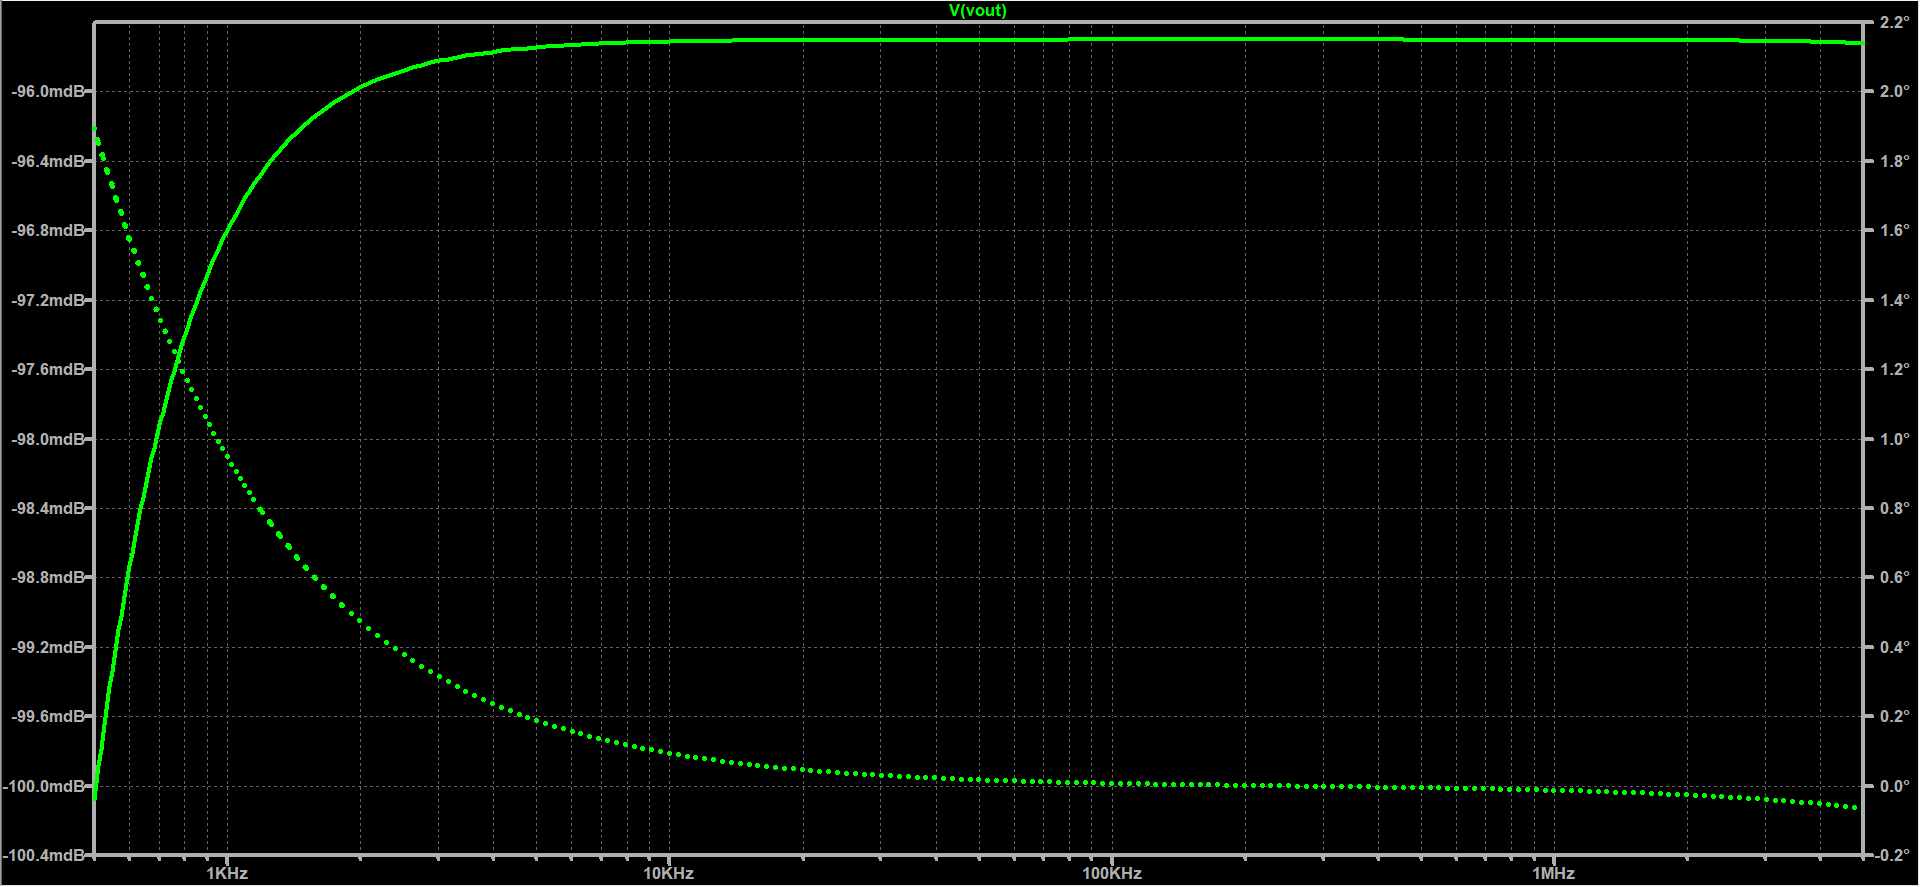 V(vout)
2.2°
-96.0mdB 2.0°
-96.4mdB 1.8°
-96.8mdB 1.6°
-97.2mdB 1.4°
-97.6mdB 1.2°
-98.0mdB 1.0°
-98.4mdB 0.8°
-98.8mdB 0.6°
-99.2mdB 0.4°
-99.6mdB 0.2°
-100.0mdB 0.0°
-100.4mdB -0.2°
1KHz 10KHz 100KHz 1MHz